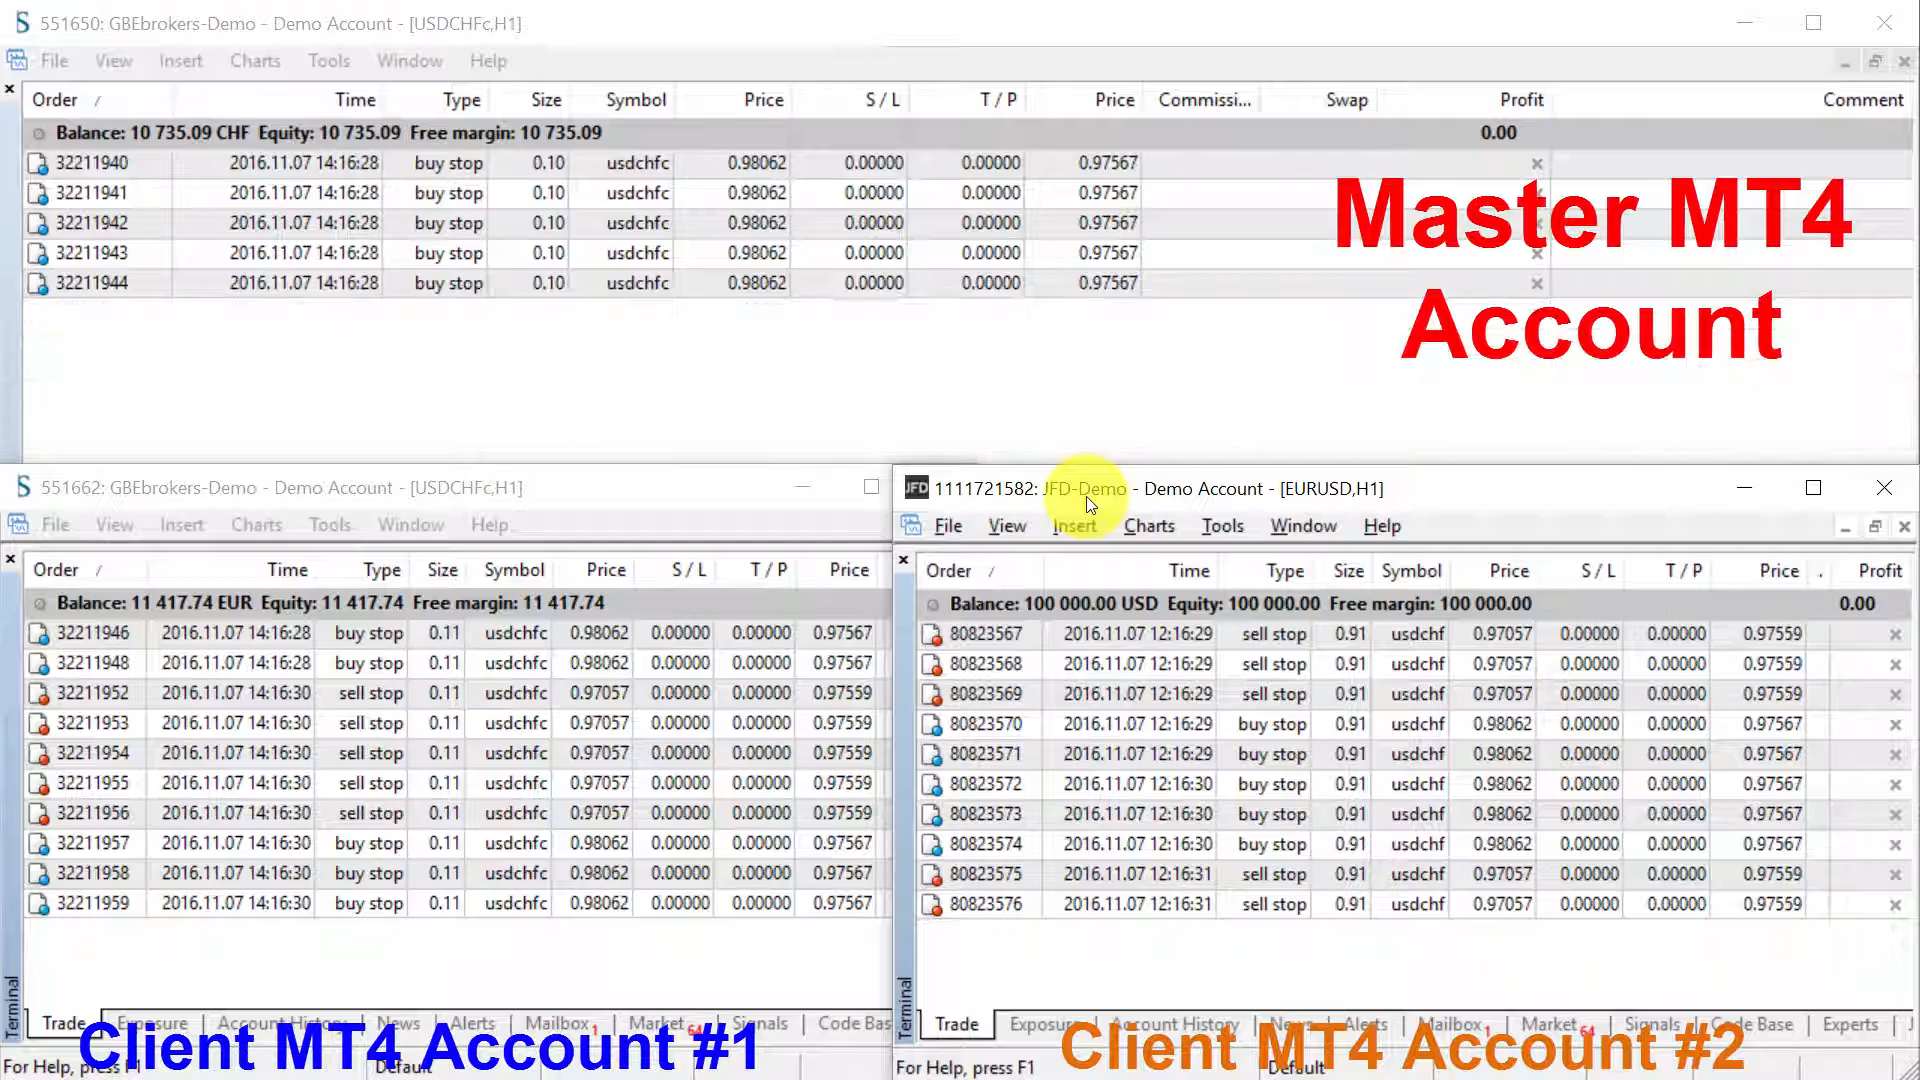 551650: GBEbrokers-Demo - Demo Account - [USDCHFc,H1]
File View Insert Charts Tools Window Help
Order / Time Type Size Symbol Price S / L T / P Price Commissi... Swap Profit Comment
Balance: 10 735.09 CHF Equity: 10 735.09 Free margin: 10 735.09 0.00
32211940 2016.11.07 14:16:28 buy stop 0.10 usdchfc 0.98062 0.00000 0.00000 0.97567
32211941 2016.11.07 14:16:28 buy stop 0.10 usdchfc 0.98062 0.00000 0.00000 0.97567
32211942 2016.11.07 14:16:28 buy stop 0.10 usdchfc 0.98062 0.00000 0.00000 0.97567
32211943 2016.11.07 14:16:28 buy stop 0.10 usdchfc 0.98062 0.00000 0.00000 0.97567
32211944 2016.11.07 14:16:28 buy stop 0.10 usdchfc 0.98062 0.00000 0.00000 0.97567
Master MT4
Account
551662: GBEbrokers-Demo - Demo Account - [USDCHFc,H1]
File View Insert Charts Tools Window Help
Order / Time Type Size Symbol Price S / L T / P Price
Balance: 11 417.74 EUR Equity: 11 417.74 Free margin: 11 417.74
32211946 2016.11.07 14:16:28 buy stop 0.11 usdchfc 0.98062 0.00000 0.00000 0.97567
32211948 2016.11.07 14:16:28 buy stop 0.11 usdchfc 0.98062 0.00000 0.00000 0.97567
32211952 2016.11.07 14:16:30 sell stop 0.11 usdchfc 0.97057 0.00000 0.00000 0.97559
32211953 2016.11.07 14:16:30 sell stop 0.11 usdchfc 0.97057 0.00000 0.00000 0.97559
32211954 2016.11.07 14:16:30 sell stop 0.11 usdchfc 0.97057 0.00000 0.00000 0.97559
32211955 2016.11.07 14:16:30 sell stop 0.11 usdchfc 0.97057 0.00000 0.00000 0.97559
32211956 2016.11.07 14:16:30 sell stop 0.11 usdchfc 0.97057 0.00000 0.00000 0.97559
32211957 2016.11.07 14:16:30 buy stop 0.11 usdchfc 0.98062 0.00000 0.00000 0.97567
32211958 2016.11.07 14:16:30 buy stop 0.11 usdchfc 0.98062 0.00000 0.00000 0.97567
32211959 2016.11.07 14:16:30 buy stop 0.11 usdchfc 0.98062 0.00000 0.00000 0.97567
Terminal
Trade Exposure Account History News Alerts Mailbox 1 Market 64 Signals Code Bas
Client MT4 Account #1
For Help, press F1 Default
JFD 1111721582: JFD-Demo - Demo Account - [EURUSD,H1]
File View Insert Charts Tools Window Help
Order / Time Type Size Symbol Price S / L T / P Price . Profit
Balance: 100 000.00 USD Equity: 100 000.00 Free margin: 100 000.00 0.00
80823567 2016.11.07 12:16:29 sell stop 0.91 usdchf 0.97057 0.00000 0.00000 0.97559
80823568 2016.11.07 12:16:29 sell stop 0.91 usdchf 0.97057 0.00000 0.00000 0.97559
80823569 2016.11.07 12:16:29 sell stop 0.91 usdchf 0.97057 0.00000 0.00000 0.97559
80823570 2016.11.07 12:16:29 buy stop 0.91 usdchf 0.98062 0.00000 0.00000 0.97567
80823571 2016.11.07 12:16:29 buy stop 0.91 usdchf 0.98062 0.00000 0.00000 0.97567
80823572 2016.11.07 12:16:30 buy stop 0.91 usdchf 0.98062 0.00000 0.00000 0.97567
80823573 2016.11.07 12:16:30 buy stop 0.91 usdchf 0.98062 0.00000 0.00000 0.97567
80823574 2016.11.07 12:16:30 buy stop 0.91 usdchf 0.98062 0.00000 0.00000 0.97567
80823575 2016.11.07 12:16:31 sell stop 0.91 usdchf 0.97057 0.00000 0.00000 0.97559
80823576 2016.11.07 12:16:31 sell stop 0.91 usdchf 0.97057 0.00000 0.00000 0.97559
Terminal
Trade Exposure Account History News Alerts Mailbox 1 Market 64 Signals Code Base Experts J
Client MT4 Account #2
For Help, press F1 Default